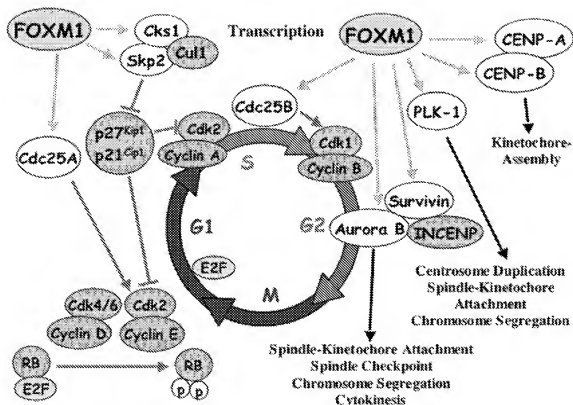 FOXM1
Cks1
Cul1
Skp2
Transcription
FOXM1
CENP-A
CENP-B
Cdc25B
PLK-1
Kinetochore-
Assembly
p27Kip1
p21Cip1
Cdc25A
Cdk2
Cyclin A
Cdk1
Cyclin B
S
G1
G2
M
E2F
Survivin
Aurora B
INCENP
Cdk4/6
Cyclin D
Cdk2
Cyclin E
RB
E2F
RB
p
p
Centrosome Duplication
Spindle-Kinetochore
Attachment
Chromosome Segregation
Spindle-Kinetochore Attachment
Spindle Checkpoint
Chromosome Segregation
Cytokinesis